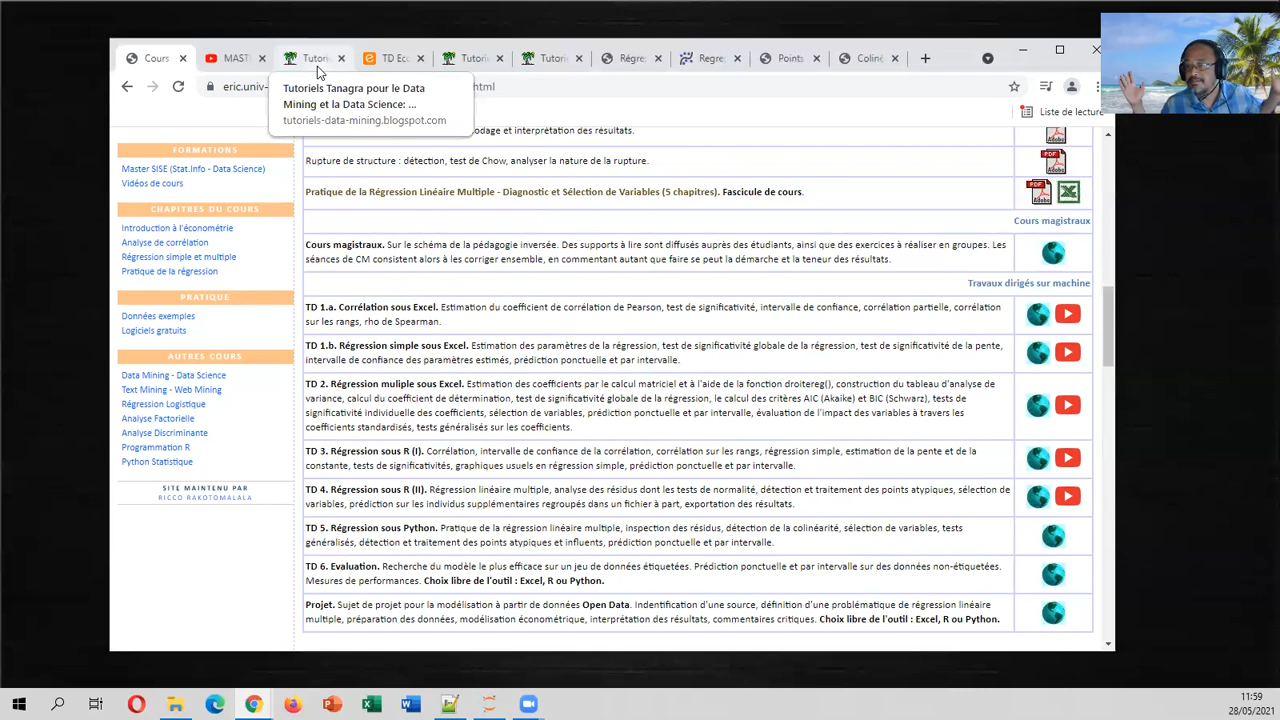 Cours
MAST
Tutori
TD Ecc
Tutori
Tutori
Régre
Regre
Points
Coline
eric.univ-
html
Tutoriels Tanagra pour le Data
Mining et la Data Science: ...
tutoriels-data-mining.blogspot.com
Liste de lecture
FORMATIONS
Master SISE (Stat.Info - Data Science)
Vidéos de cours
CHAPITRES DU COURS
Introduction à l'économétrie
Analyse de corrélation
Régression simple et multiple
Pratique de la régression
PRATIQUE
Données exemples
Logiciels gratuits
AUTRES COURS
Data Mining - Data Science
Text Mining - Web Mining
Régression Logistique
Analyse Factorielle
Analyse Discriminante
Programmation R
Python Statistique
SITE MAINTENU PAR
RICCO RAKOTOMALALA
odage et interprétation des résultats.
Rupture de structure : détection, test de Chow, analyser la nature de la rupture.
Pratique de la Régression Linéaire Multiple - Diagnostic et Sélection de Variables (5 chapitres). Fascicule de cours.
Cours magistraux
Cours magistraux. Sur le schéma de la pédagogie inversée. Des supports à lire sont diffusés auprès des étudiants, ainsi que des exercices à réaliser en groupes. Les
séances de CM consistent alors à les corriger ensemble, en commentant autant que faire se peut la démarche et la teneur des résultats.
Travaux dirigés sur machine
TD 1.a. Corrélation sous Excel. Estimation du coefficient de corrélation de Pearson, test de significativité, intervalle de confiance, corrélation partielle, corrélation
sur les rangs, rho de Spearman.
TD 1.b. Régression simple sous Excel. Estimation des paramètres de la régression, test de significativité globale de la régression, test de significativité de la pente,
intervalle de confiance des paramètres estimés, prédiction ponctuelle et par intervalle.
TD 2. Régression muliple sous Excel. Estimation des coefficients par le calcul matriciel et à l'aide de la fonction droitereg(), construction du tableau d'analyse de
variance, calcul du coefficient de détermination, test de significativité globale de la régression, le calcul des critères AIC (Akaike) et BIC (Schwarz), tests de
significativité individuelle des coefficients, sélection de variables, prédiction ponctuelle et par intervalle, évaluation de l'impact des variables à travers les
coefficients standardisés, tests généralisés sur les coefficients.
TD 3. Régression sous R (I). Corrélation, intervalle de confiance de la corrélation, corrélation sur les rangs, régression simple, estimation de la pente et de la
constante, tests de significativités, graphiques usuels en régression simple, prédiction ponctuelle et par intervalle.
TD 4. Régression sous R (II). Régression linéaire multiple, analyse des résidus dont les tests de normalité, détection et traitement des points atypiques, sélection de
variables, prédiction sur les individus supplémentaires regroupés dans un fichier à part, exportation des résultats.
TD 5. Régression sous Python. Pratique de la régression linéaire multiple, inspection des résidus, détection de la colinéarité, sélection de variables, tests
généralisés, détection et traitement des points atypiques et influents, prédiction ponctuelle et par intervalle.
TD 6. Evaluation. Recherche du modèle le plus efficace sur un jeu de données étiquetées. Prédiction ponctuelle et par intervalle sur des données non-étiquetées.
Mesures de performances. Choix libre de l'outil : Excel, R ou Python.
Projet. Sujet de projet pour la modélisation à partir de données Open Data. Indentification d'une source, définition d'une problématique de régression linéaire
multiple, préparation des données, modélisation économétrique, interprétation des résultats, commentaires critiques. Choix libre de l'outil : Excel, R ou Python.
11:59
28/05/2021